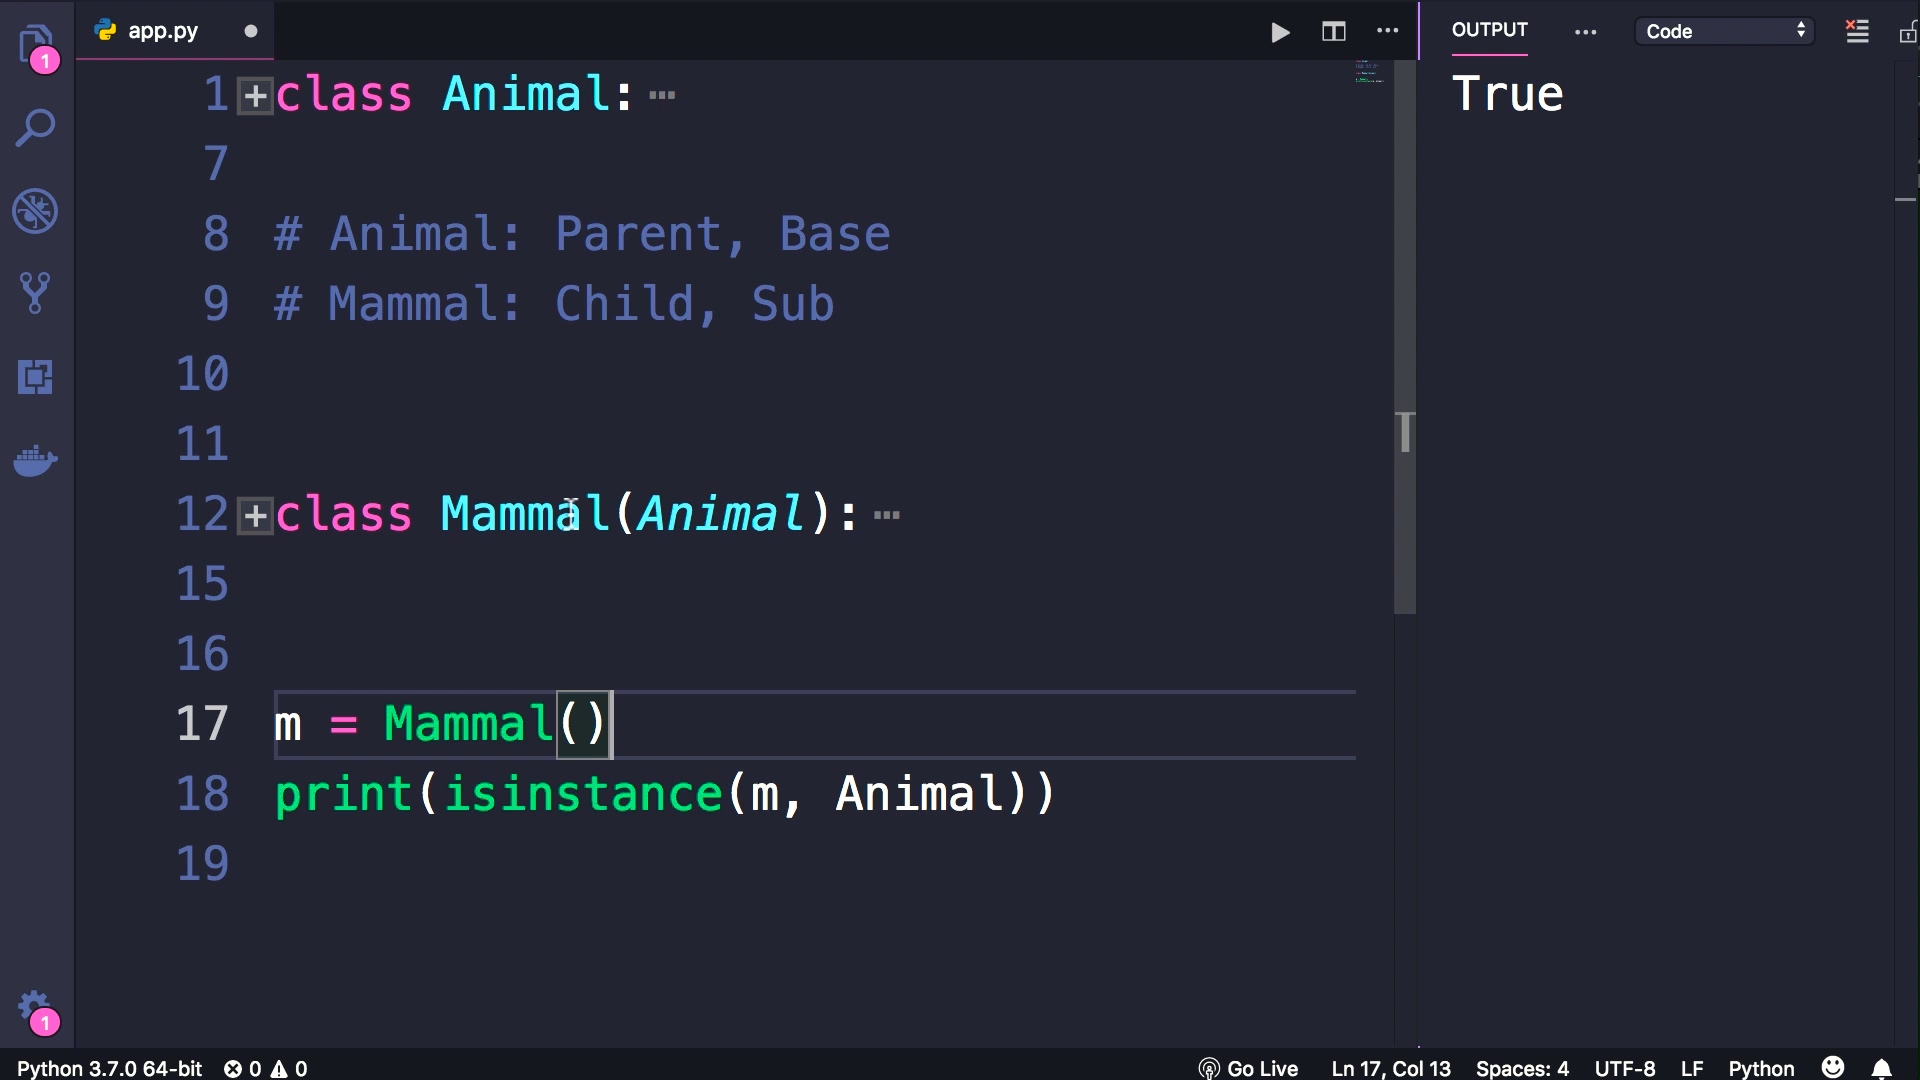 app.py
OUTPUT
Code
1 class Animal:
7
8 # Animal: Parent, Base
9 # Mammal: Child, Sub
10
11
12 class Mammal(Animal):
15
16
17 m = Mammal()
18 print(isinstance(m, Animal))
19
True
1
1
Python 3.7.0 64-bit 0 0 Go Live Ln 17, Col 13 Spaces: 4 UTF-8 LF Python